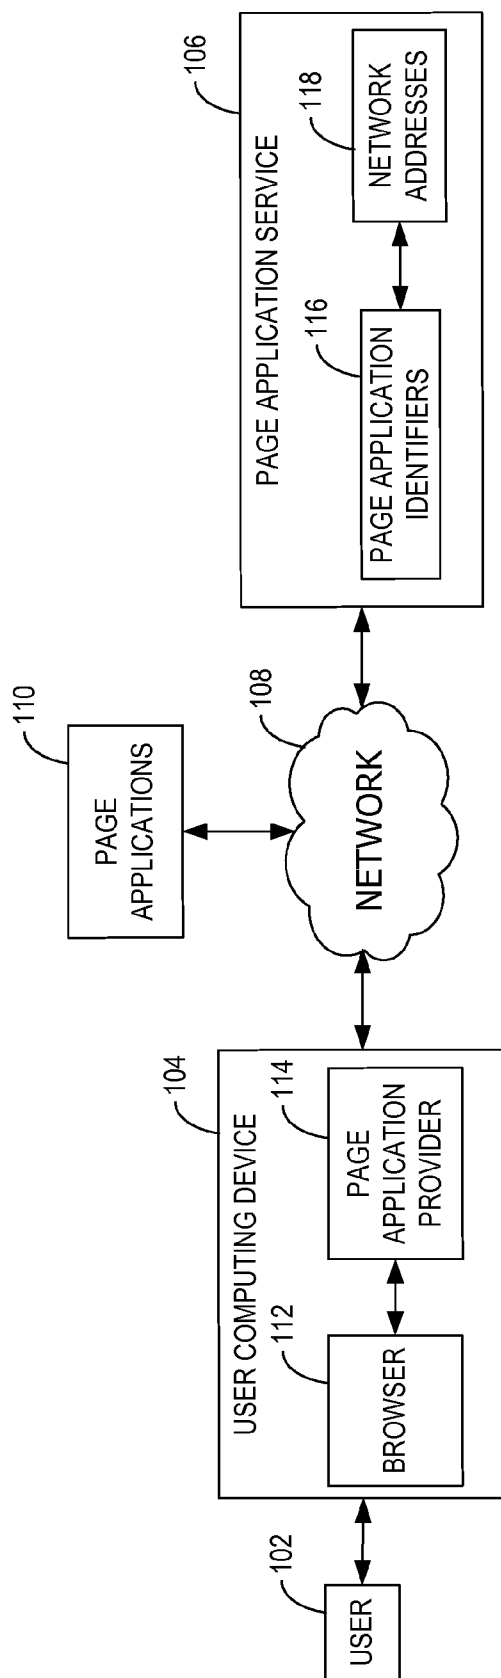 102
USER
104
USER COMPUTING DEVICE
112
BROWSER
114
PAGE
APPLICATION
PROVIDER
110
PAGE
APPLICATIONS
108
NETWORK
106
PAGE APPLICATION SERVICE
116
PAGE APPLICATION
IDENTIFIERS
118
NETWORK
ADDRESSES